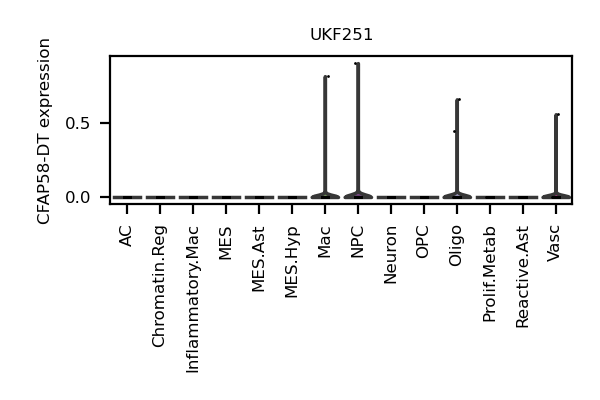 UKF251
CFAP58-DT expression
0.5
0.0
AC
Chromatin.Reg
Inflammatory.Mac
MES
MES.Ast
MES.Hyp
Mac
NPC
Neuron
OPC
Oligo
Prolif.Metab
Reactive.Ast
Vasc